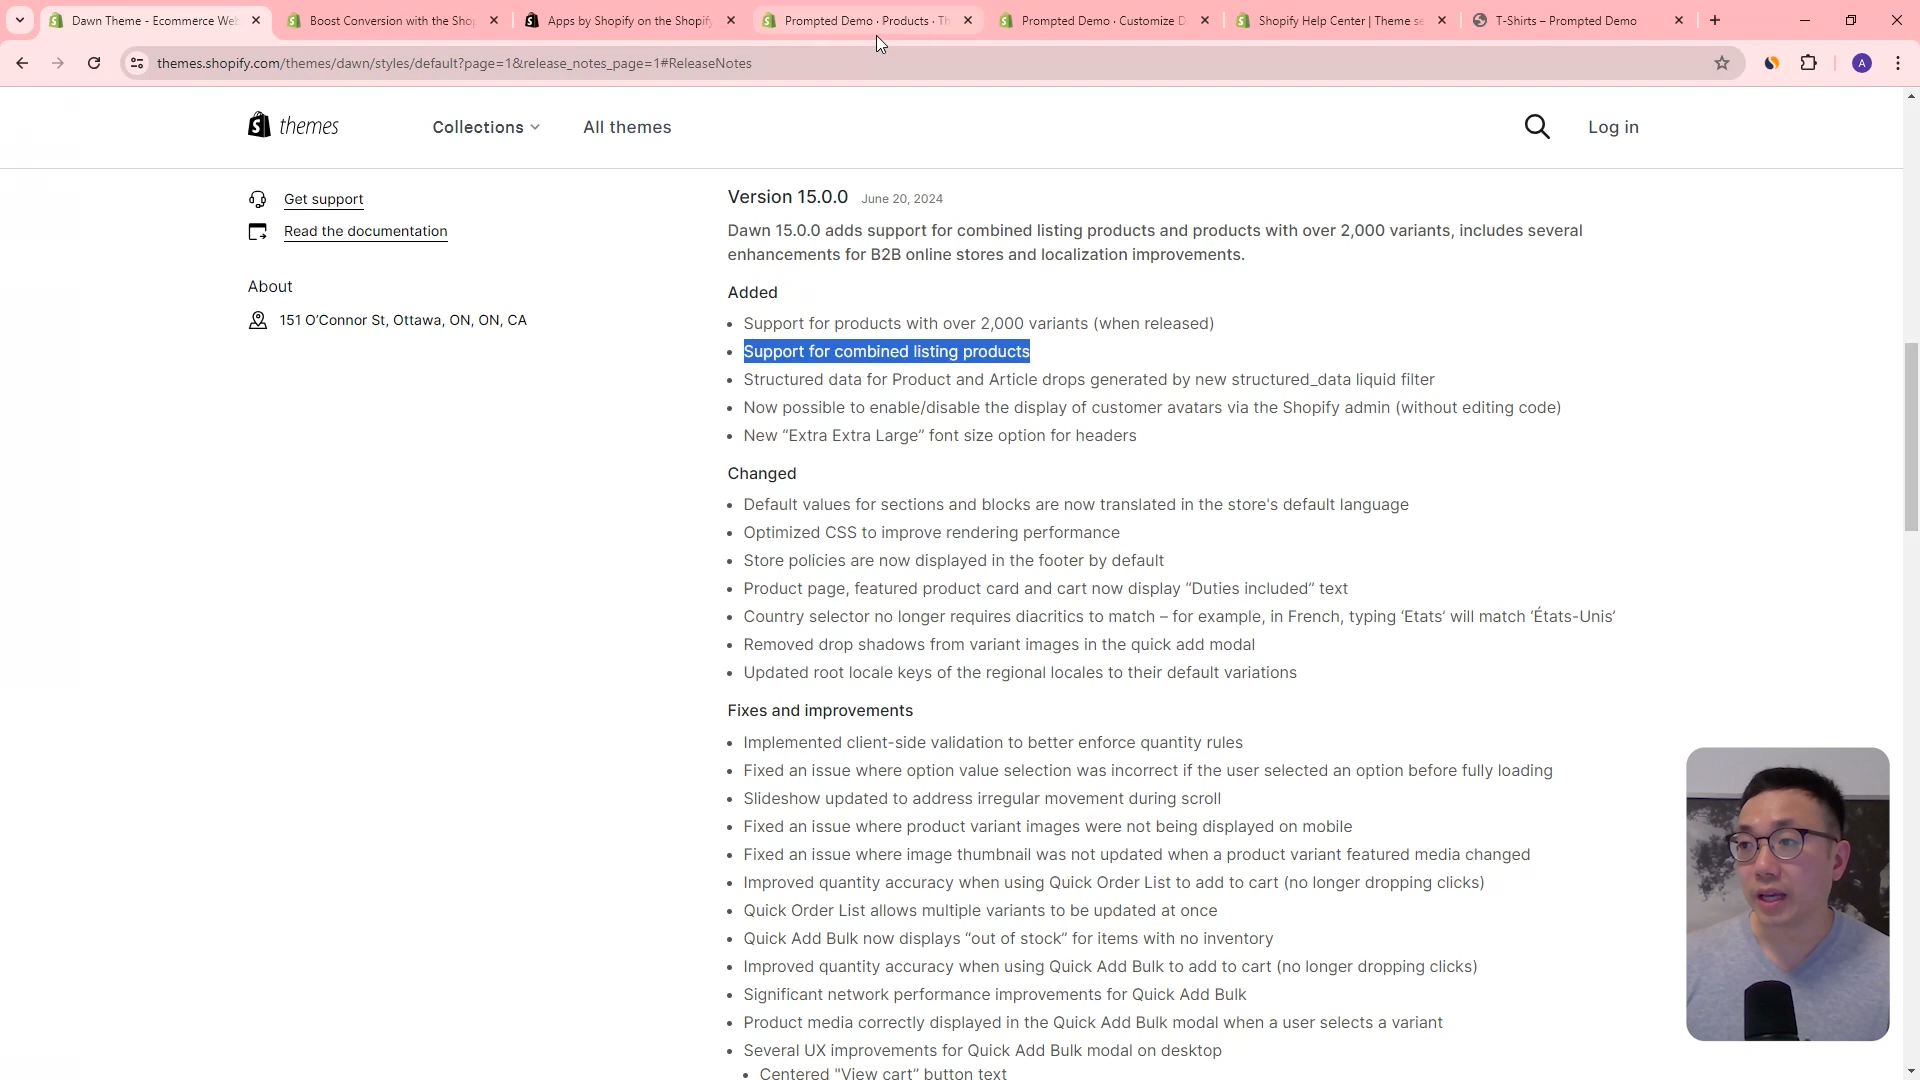 Dawn Theme - Ecommerce Web
Boost Conversion with the Shop
Apps by Shopify on the Shopify
Prompted Demo · Products · Th
Prompted Demo · Customize D
Shopify Help Center | Theme se
T-Shirts – Prompted Demo
themes.shopify.com/themes/dawn/styles/default?page=1&release_notes_page=1#ReleaseNotes
A
themes
Collections
All themes
Log in
Get support
Read the documentation
About
151 O’Connor St, Ottawa, ON, ON, CA
Version 15.0.0 June 20, 2024
Dawn 15.0.0 adds support for combined listing products and products with over 2,000 variants, includes several
enhancements for B2B online stores and localization improvements.
Added
• Support for products with over 2,000 variants (when released)
• Support for combined listing products
• Structured data for Product and Article drops generated by new structured_data liquid filter
• Now possible to enable/disable the display of customer avatars via the Shopify admin (without editing code)
• New “Extra Extra Large” font size option for headers
Changed
• Default values for sections and blocks are now translated in the store's default language
• Optimized CSS to improve rendering performance
• Store policies are now displayed in the footer by default
• Product page, featured product card and cart now display “Duties included” text
• Country selector no longer requires diacritics to match – for example, in French, typing ‘Etats’ will match ‘États-Unis’
• Removed drop shadows from variant images in the quick add modal
• Updated root locale keys of the regional locales to their default variations
Fixes and improvements
• Implemented client-side validation to better enforce quantity rules
• Fixed an issue where option value selection was incorrect if the user selected an option before fully loading
• Slideshow updated to address irregular movement during scroll
• Fixed an issue where product variant images were not being displayed on mobile
• Fixed an issue where image thumbnail was not updated when a product variant featured media changed
• Improved quantity accuracy when using Quick Order List to add to cart (no longer dropping clicks)
• Quick Order List allows multiple variants to be updated at once
• Quick Add Bulk now displays “out of stock” for items with no inventory
• Improved quantity accuracy when using Quick Add Bulk to add to cart (no longer dropping clicks)
• Significant network performance improvements for Quick Add Bulk
• Product media correctly displayed in the Quick Add Bulk modal when a user selects a variant
• Several UX improvements for Quick Add Bulk modal on desktop
• Centered "View cart” button text